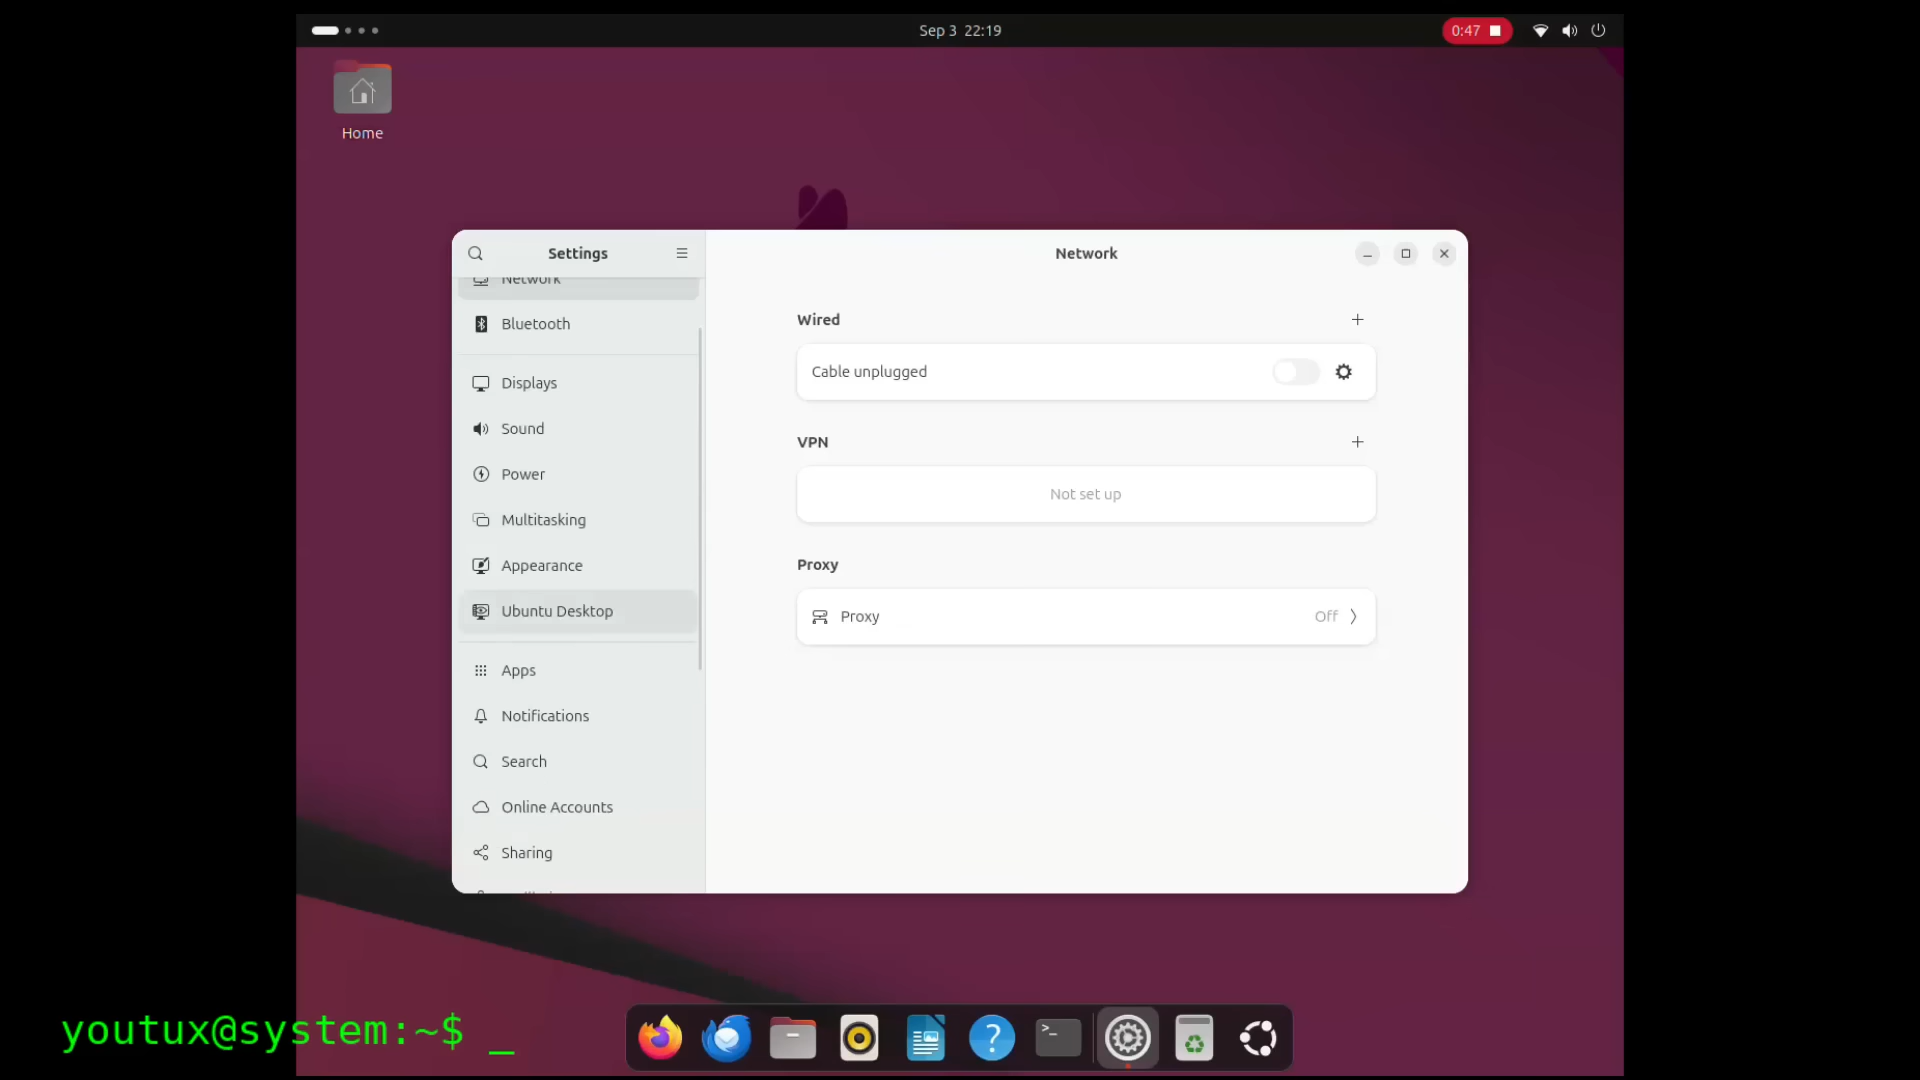 Sep 3 22:19
0:47
Home
Settings
Network
Network
Bluetooth
Displays
Sound
Power
Multitasking
Appearance
Ubuntu Desktop
Apps
Notifications
Search
Online Accounts
Sharing
Wired
Cable unplugged
VPN
Not set up
Proxy
Proxy Off
youtux@system:~$ _
>_
?